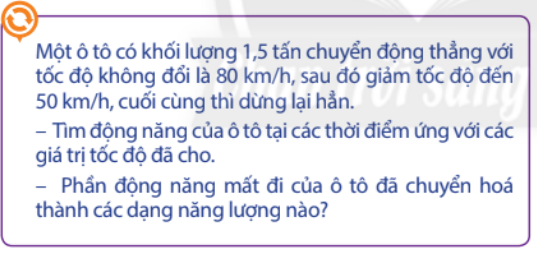 Một ô tô có khối lượng 1,5 tấn chuyển động thẳng với
tốc độ không đổi là 80 km/h, sau đó giảm tốc độ đến
50 km/h, cuối cùng thì dừng lại hẳn.
– Tìm động năng của ô tô tại các thời điểm ứng với các
giá trị tốc độ đã cho.
– Phần động năng mất đi của ô tô đã chuyển hoá
thành các dạng năng lượng nào?